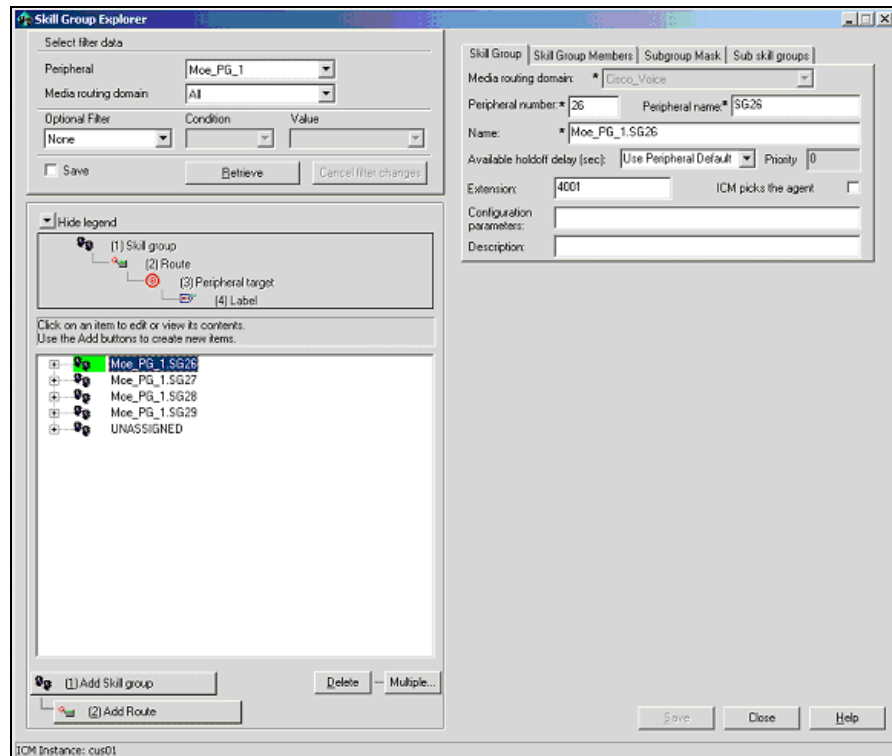 Skill Group Explorer
Select filter data
Peripheral
Moe_PG_1
Media routing domain
All
Optional Filter
Condition
Value
None
Save
Retrieve
Cancel filter changes
Hide legend
(1) Skill group
(2) Route
(3) Peripheral target
(4) Label
Click on an item to edit or view its contents.
Use the Add buttons to create new items.
Moe_PG_1.SG26
Moe_PG_1.SG27
Moe_PG_1.SG28
Moe_PG_1.SG29
UNASSIGNED
(1) Add Skill group
Delete
Multiple...
(2) Add Route
Skill Group
Skill Group Members
Subgroup Mask
Sub skill groups
Media routing domain: * Cisco_Voice
Peripheral number:* 26
Peripheral name:* SG26
Name: * Moe_PG_1.SG26
Available holdoff delay (sec): Use Peripheral Default
Priority 0
Extension: 4001
ICM picks the agent
Configuration
parameters:
Description:
Save
Close
Help
ICM Instance: cus01